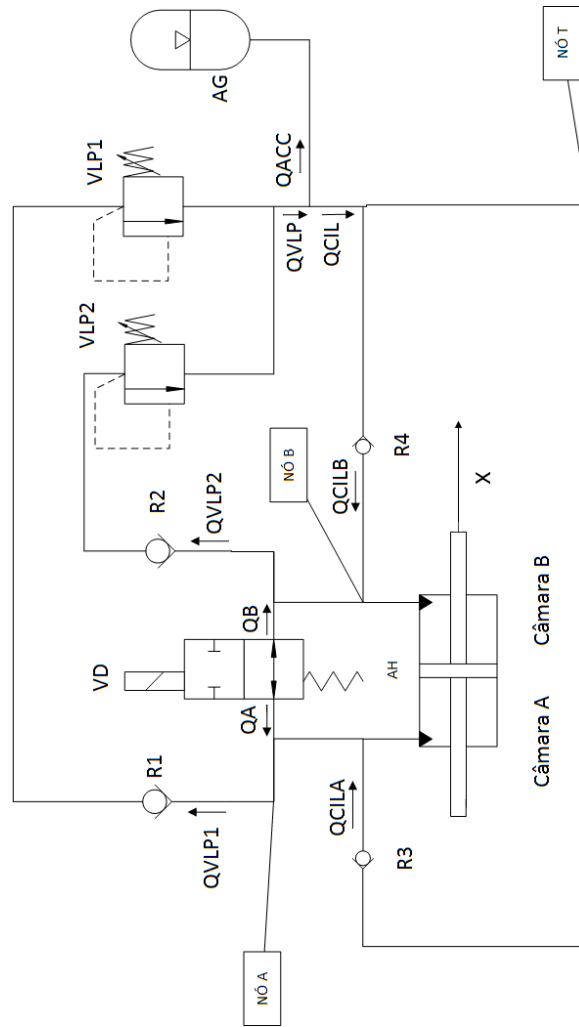 NÓ A
QVLP1
R1
QA
VD
QB
R2
QVLP2
VLP2
VLP1
AG
QACC
QVLP
QCIL
NÓ B
R4
QCILB
AH
QCILA
R3
X
Câmara A
Câmara B
NÓ T